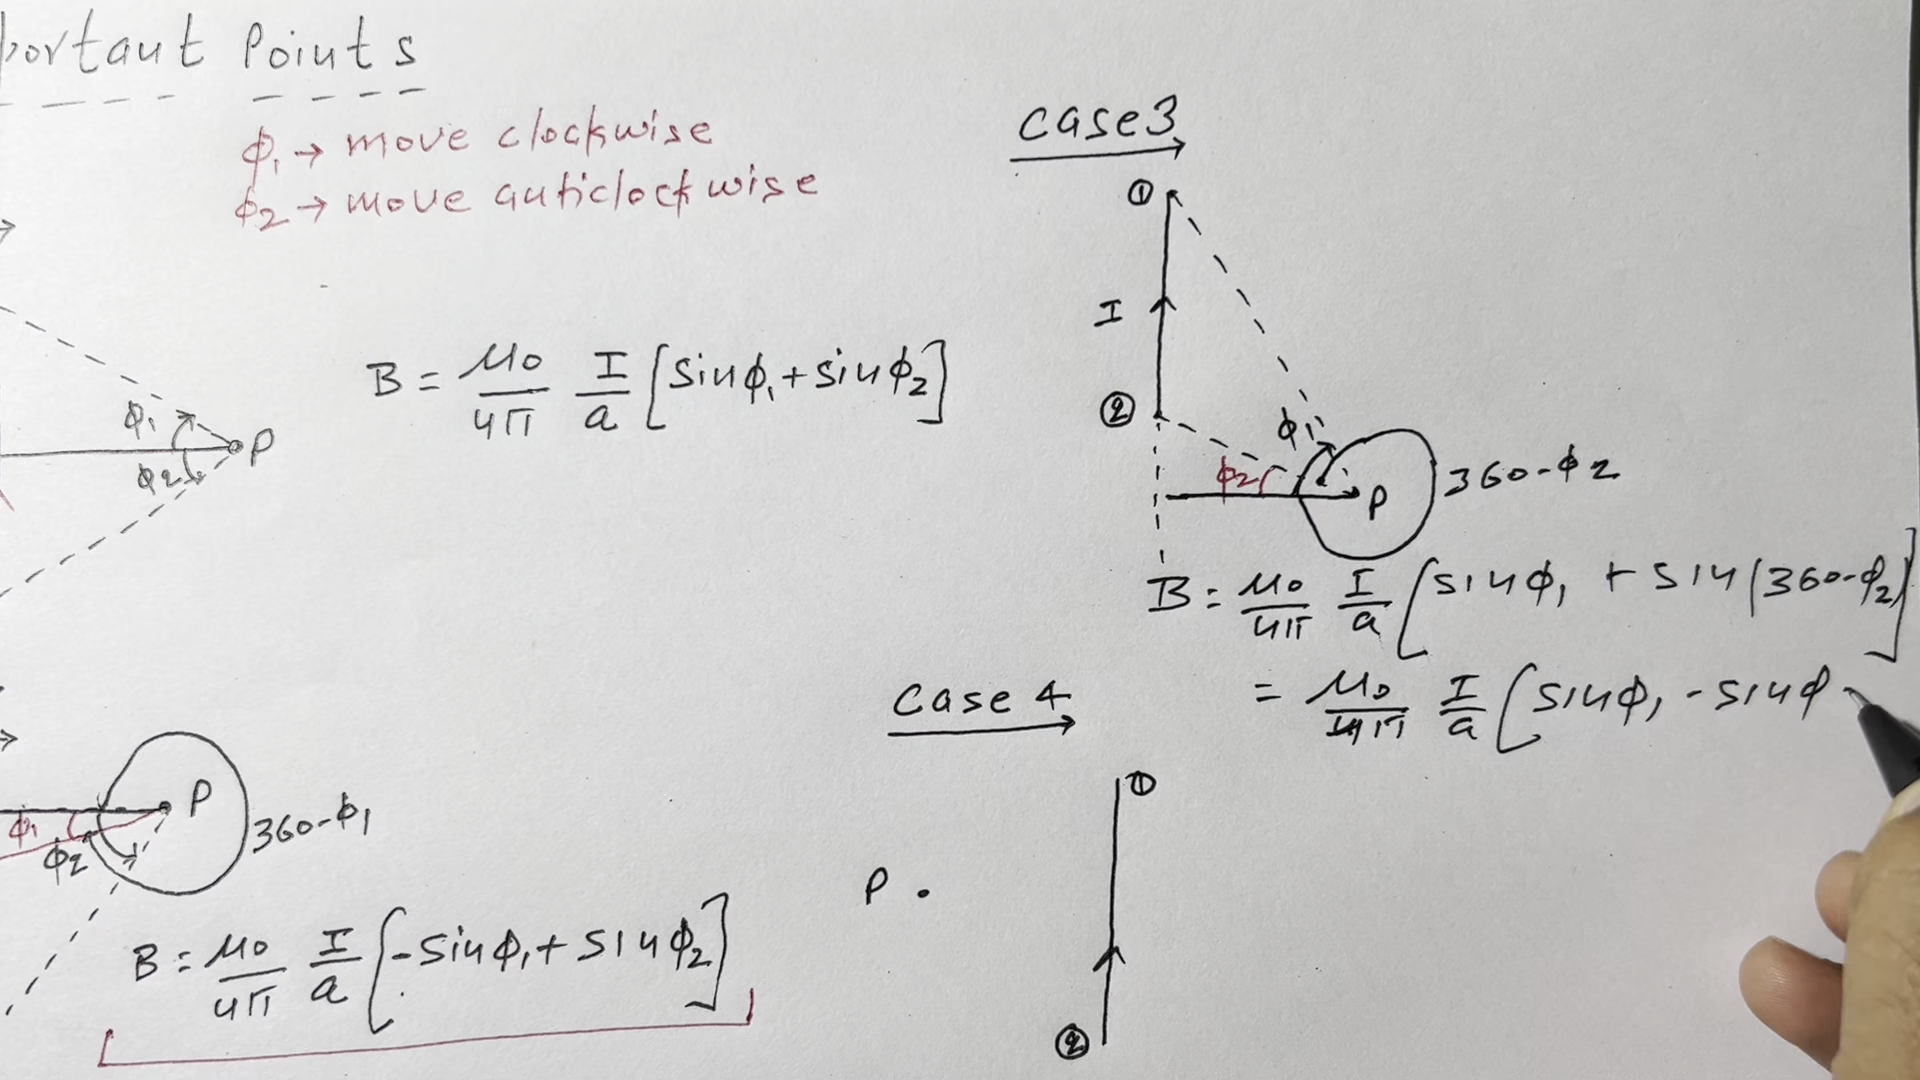 portant Points
ϕ₁ → move clockwise
ϕ₂ → move anticlockwise
B = μ₀/4π I/a [sinϕ₁ + sinϕ₂]
ϕ₁
ϕ₂
P
P
360-ϕ₁
ϕ₁
ϕ₂
B = μ₀/4π I/a [-sinϕ₁ + sinϕ₂]
case3
①
I
②
ϕ₁
ϕ₂
P
360-ϕ₂
B = μ₀/4π I/a [sinϕ₁ + sin(360-ϕ₂)]
= μ₀/4π I/a [sinϕ₁ - sinϕ
Case 4
①
P .
②